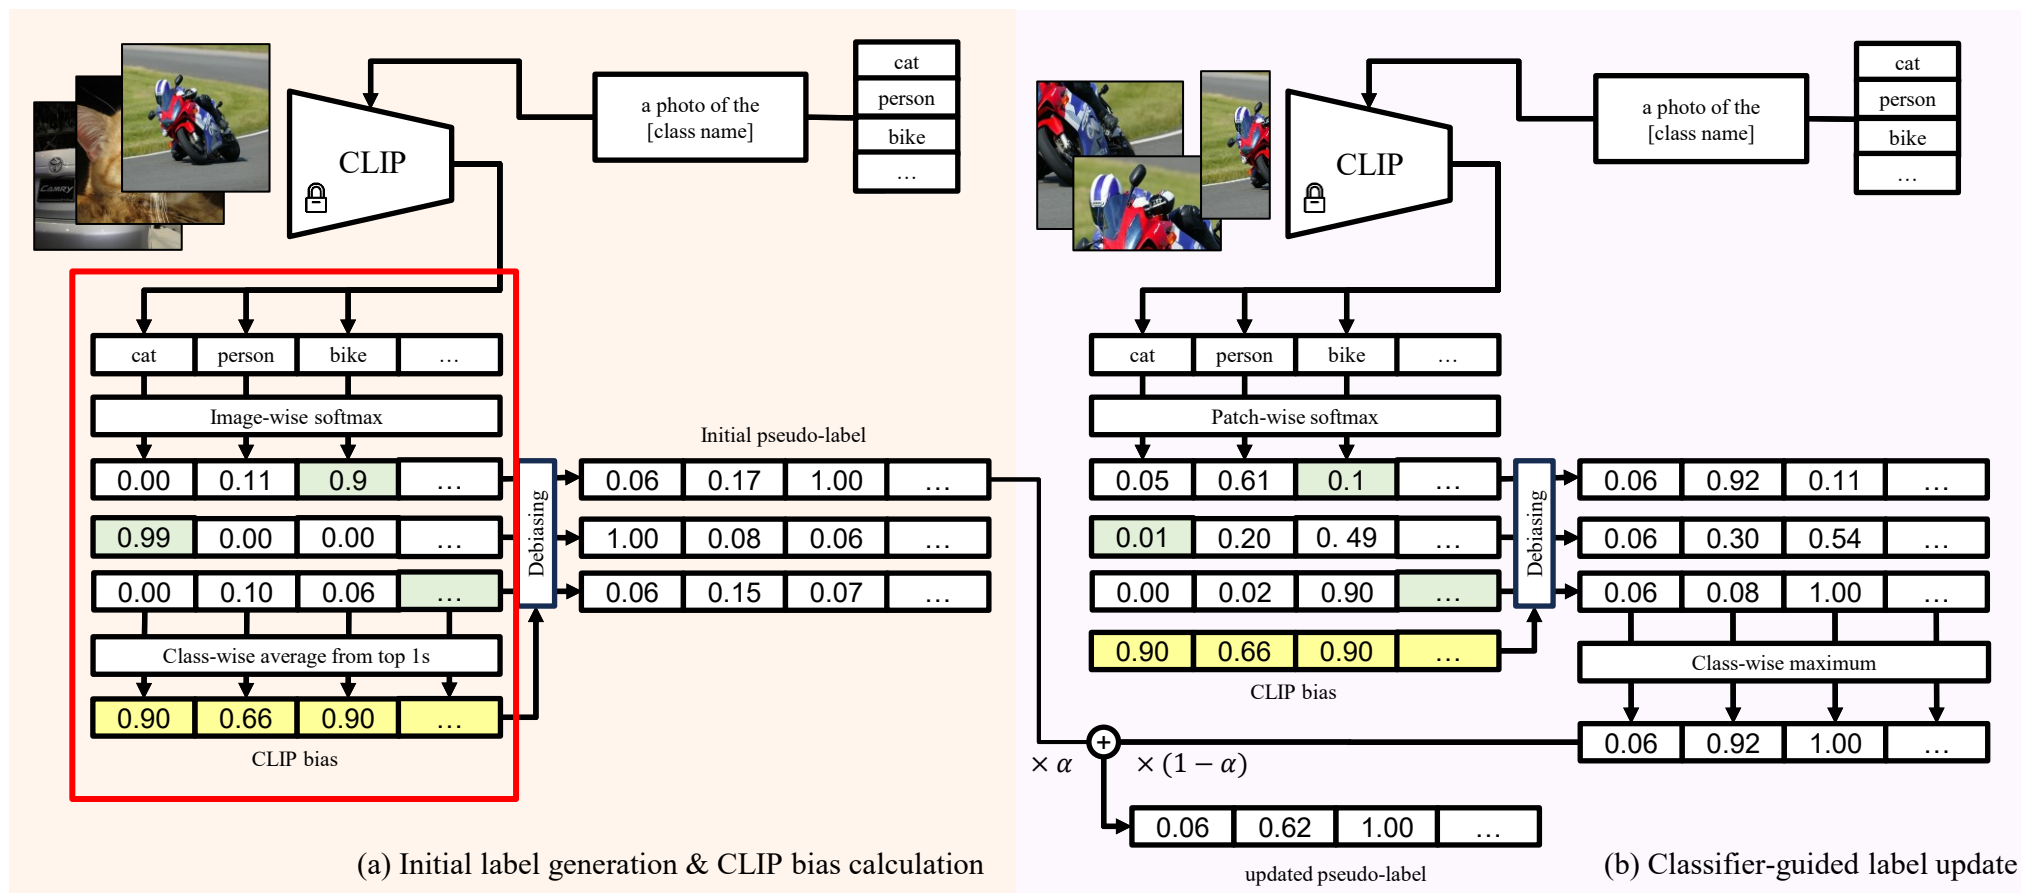 cat
person
bike
…
a photo of the
[class name]
CLIP
CAMRY
cat person bike …
Image-wise softmax
0.00 0.11 0.9 …
0.99 0.00 0.00 …
0.00 0.10 0.06 …
Class-wise average from top 1s
0.90 0.66 0.90 …
CLIP bias
Debiasing
Initial pseudo-label
0.06 0.17 1.00 …
1.00 0.08 0.06 …
0.06 0.15 0.07 …
(a) Initial label generation & CLIP bias calculation
cat
person
bike
…
a photo of the
[class name]
CLIP
cat person bike …
Patch-wise softmax
0.05 0.61 0.1 …
0.01 0.20 0. 49 …
0.00 0.02 0.90 …
0.90 0.66 0.90 …
CLIP bias
Debiasing
0.06 0.92 0.11 …
0.06 0.30 0.54 …
0.06 0.08 1.00 …
Class-wise maximum
0.06 0.92 1.00 …
+
× α × (1 − α)
0.06 0.62 1.00 …
updated pseudo-label
(b) Classifier-guided label update